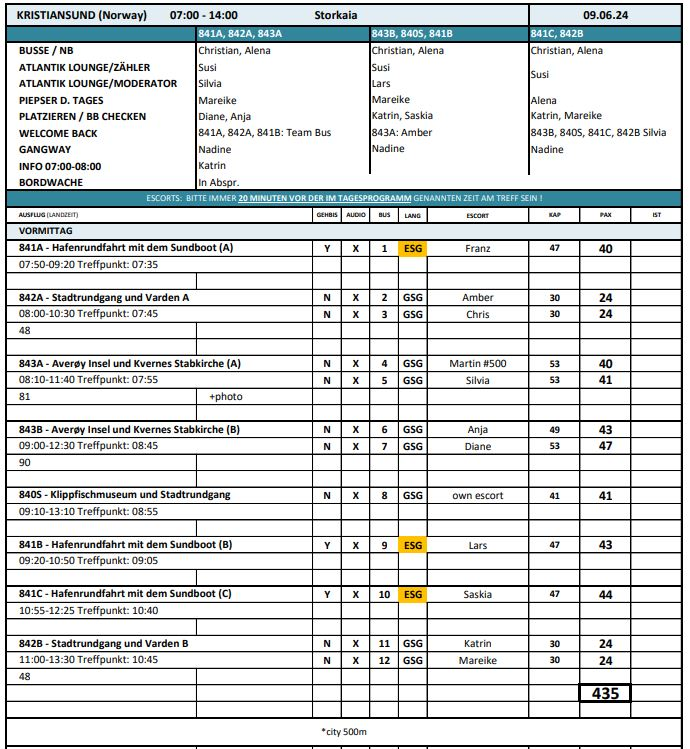 KRISTIANSUND (Norway) 07:00 - 14:00 Storkaia 09.06.24
841A, 842A, 843A 843B, 840S, 841B 841C, 842B
BUSSE / NB Christian, Alena Christian, Alena Christian, Alena
ATLANTIK LOUNGE/ZÄHLER Susi Susi Susi
ATLANTIK LOUNGE/MODERATOR Silvia Lars
PIEPSER D. TAGES Mareike Mareike Alena
PLATZIEREN / BB CHECKEN Diane, Anja Katrin, Saskia Katrin, Mareike
WELCOME BACK 841A, 842A, 841B: Team Bus 843A: Amber 843B, 840S, 841C, 842B Silvia
GANGWAY Nadine Nadine Nadine
INFO 07:00-08:00 Katrin
BORDWACHE In Abspr.
ESCORTS: BITTE IMMER 20 MINUTEN VOR DER IM TAGESPROGRAMM GENANNTEN ZEIT AM TREFF SEIN !
AUSFLUG (LANDZEIT) GEHBIS AUDIO BUS LANG ESCORT KAP PAX IST
VORMITTAG
841A - Hafenrundfahrt mit dem Sundboot (A) Y X 1 ESG Franz 47 40
07:50-09:20 Treffpunkt: 07:35
842A - Stadtrundgang und Varden A N X 2 GSG Amber 30 24
08:00-10:30 Treffpunkt: 07:45 N X 3 GSG Chris 30 24
48
843A - Averøy Insel und Kvernes Stabkirche (A) N X 4 GSG Martin #500 53 40
08:10-11:40 Treffpunkt: 07:55 N X 5 GSG Silvia 53 41
81 +photo
843B - Averøy Insel und Kvernes Stabkirche (B) N X 6 GSG Anja 49 43
09:00-12:30 Treffpunkt: 08:45 N X 7 GSG Diane 53 47
90
840S - Klippfischmuseum und Stadtrundgang N X 8 GSG own escort 41 41
09:10-13:10 Treffpunkt: 08:55
841B - Hafenrundfahrt mit dem Sundboot (B) Y X 9 ESG Lars 47 43
09:20-10:50 Treffpunkt: 09:05
841C - Hafenrundfahrt mit dem Sundboot (C) Y X 10 ESG Saskia 47 44
10:55-12:25 Treffpunkt: 10:40
842B - Stadtrundgang und Varden B N X 11 GSG Katrin 30 24
11:00-13:30 Treffpunkt: 10:45 N X 12 GSG Mareike 30 24
48
435
*city 500m